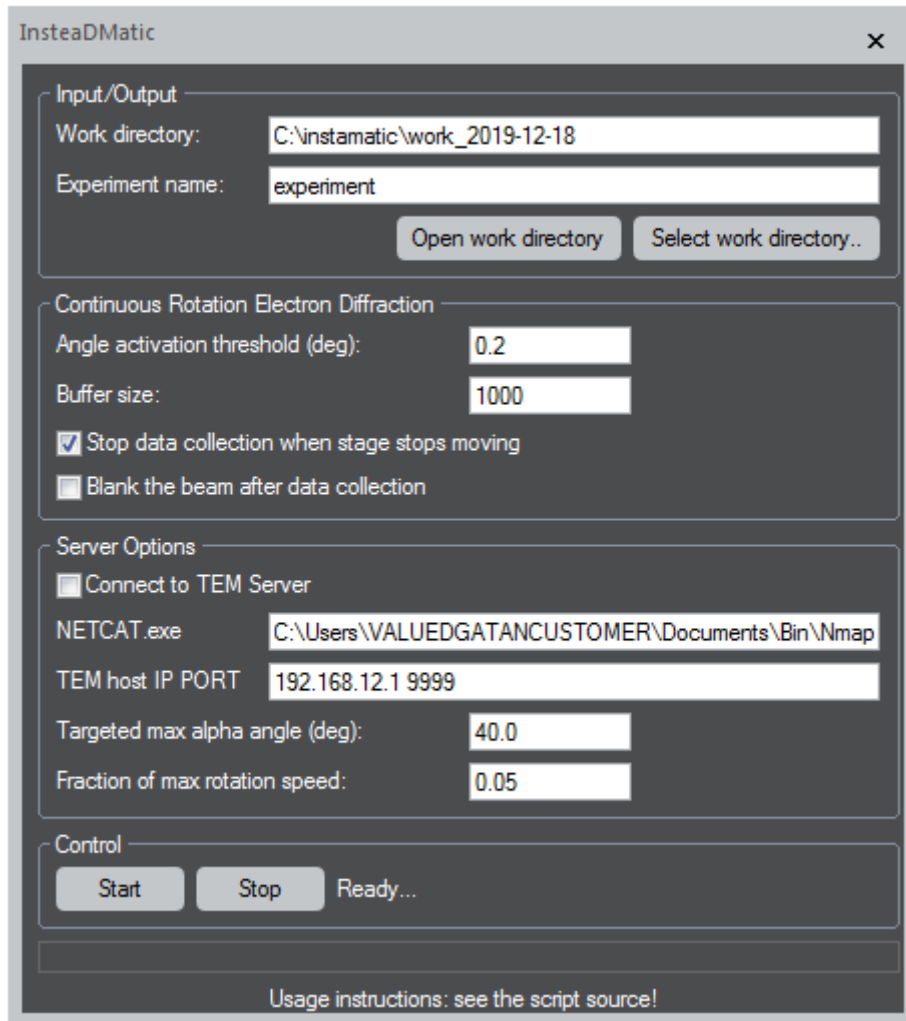 InsteaDMatic
Input/Output
Work directory: C:\instamatic\work_2019-12-18
Experiment name: experiment
Open work directory Select work directory..
Continuous Rotation Electron Diffraction
Angle activation threshold (deg): 0.2
Buffer size: 1000
Stop data collection when stage stops moving
Blank the beam after data collection
Server Options
Connect to TEM Server
NETCAT.exe C:\Users\VALUEDGATANCUSTOMER\Documents\Bin\Nmap
TEM host IP PORT 192.168.12.1 9999
Targeted max alpha angle (deg): 40.0
Fraction of max rotation speed: 0.05
Control
Start Stop Ready...
Usage instructions: see the script source!